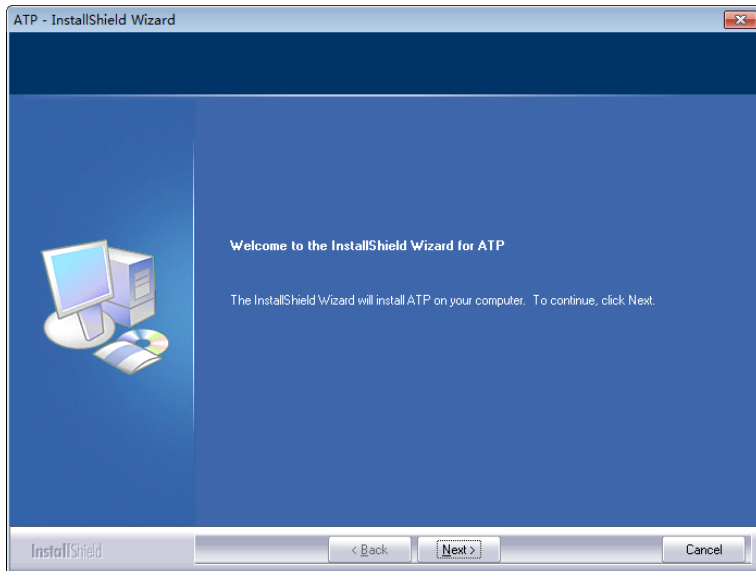 ATP - InstallShield Wizard
Welcome to the InstallShield Wizard for ATP
The InstallShield Wizard will install ATP on your computer. To continue, click Next.
InstallShield
< Back
Next >
Cancel